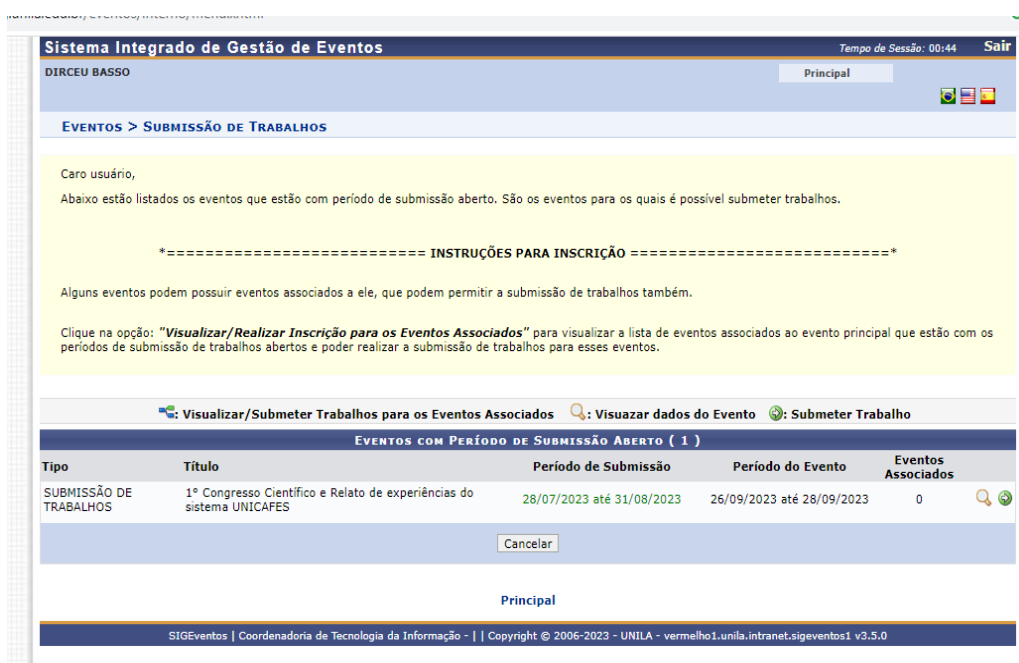 Sistema Integrado de Gestão de Eventos
Tempo de Sessão: 00:44 Sair
DIRCEU BASSO
Principal
EVENTOS > SUBMISSÃO DE TRABALHOS
Caro usuário,
Abaixo estão listados os eventos que estão com período de submissão aberto. São os eventos para os quais é possível submeter trabalhos.
*=========================== INSTRUÇÕES PARA INSCRIÇÃO ===========================*
Alguns eventos podem possuir eventos associados a ele, que podem permitir a submissão de trabalhos também.
Clique na opção: "Visualizar/Realizar Inscrição para os Eventos Associados" para visualizar a lista de eventos associados ao evento principal que estão com os
períodos de submissão de trabalhos abertos e poder realizar a submissão de trabalhos para esses eventos.
: Visualizar/Submeter Trabalhos para os Eventos Associados : Visuazar dados do Evento : Submeter Trabalho
EVENTOS COM PERÍODO DE SUBMISSÃO ABERTO ( 1 )
Tipo Título Período de Submissão Período do Evento Eventos
Associados
SUBMISSÃO DE 1º Congresso Científico e Relato de experiências do 28/07/2023 até 31/08/2023 26/09/2023 até 28/09/2023 0
TRABALHOS sistema UNICAFES
Cancelar
Principal
SIGEventos | Coordenadoria de Tecnologia da Informação - | | Copyright © 2006-2023 - UNILA - vermelho1.unila.intranet.sigeventos1 v3.5.0